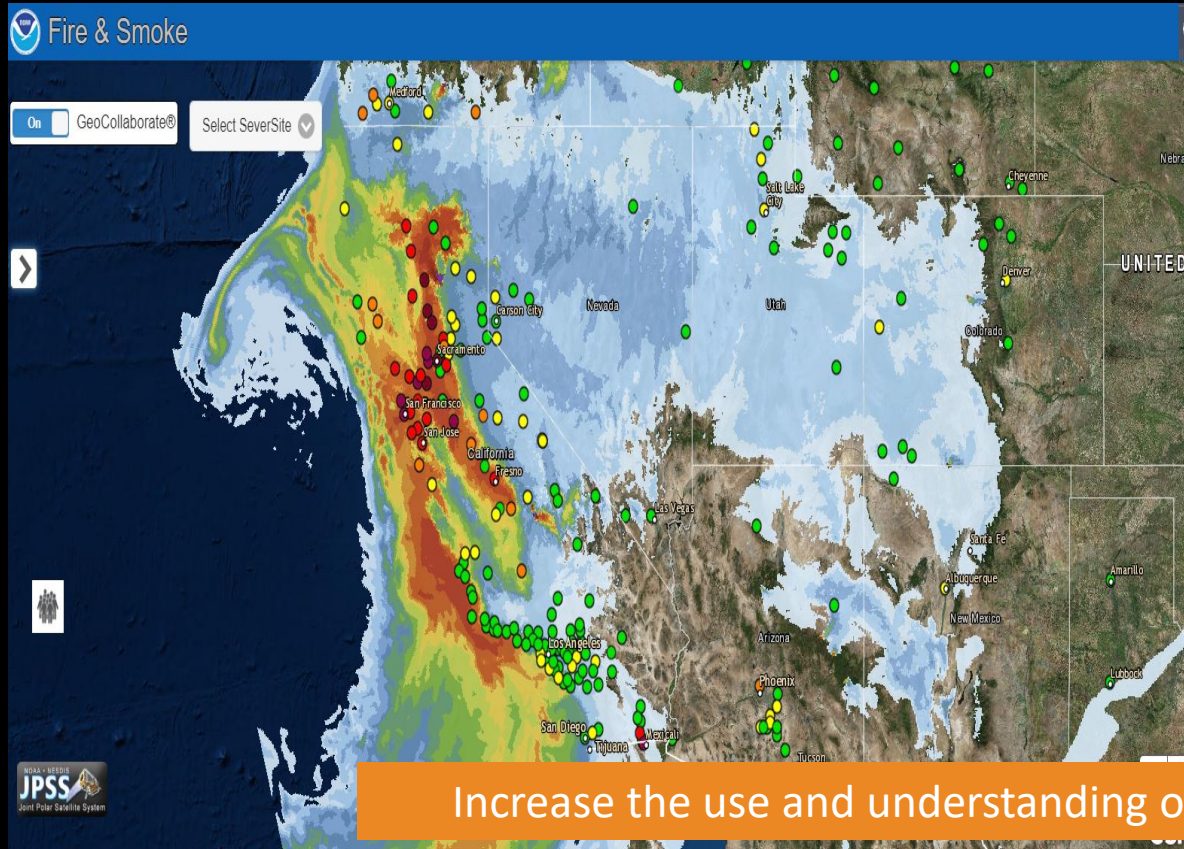 Fire & Smoke
On GeoCollaborate® Select SeverSite
Medford
Nebra
Cheyenne
Salt Lake
City
UNITED
Denver
Carson City
Nevada
Utah
Colorado
Sacramento
San Francisco
San Jose
California
Fresno
Las Vegas
Santa Fe
Amarillo
Albuquerque
New Mexico
Arizona
Los Angeles
Phoenix
Lubbock
San Diego
Mexicali
Tijuana
Tucson
NOAA • NESDIS
JPSS
Joint Polar Satellite System
Increase the use and understanding o